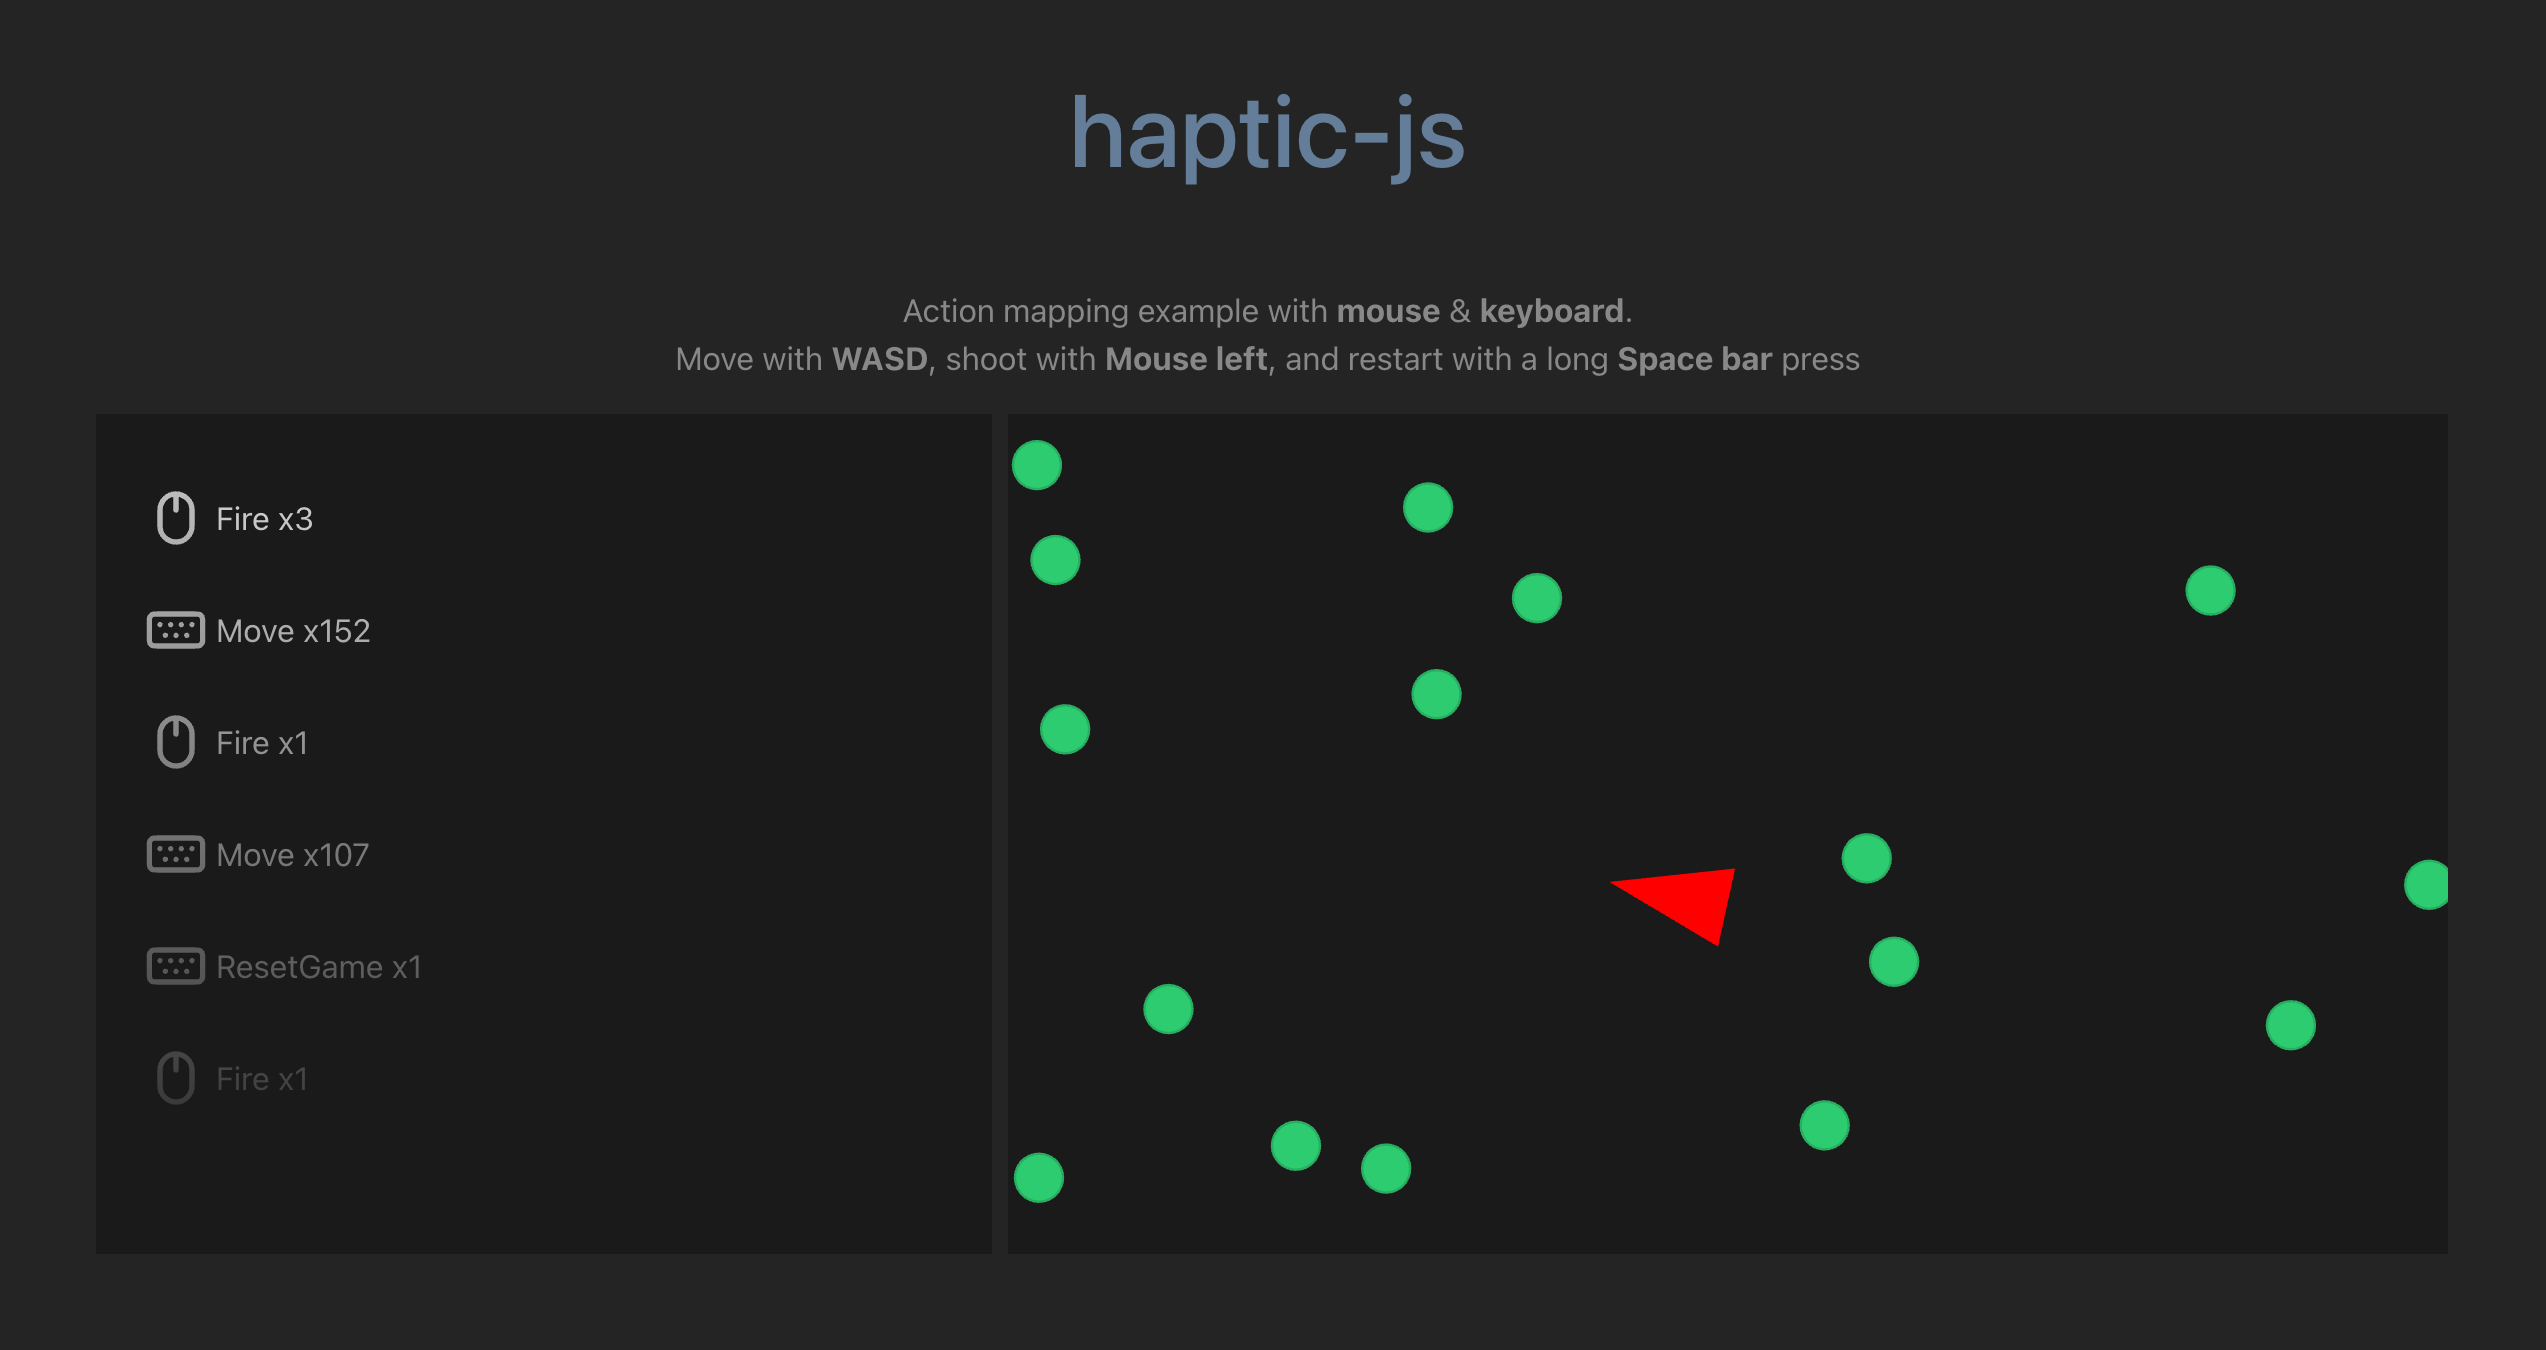 haptic-js
Action mapping example with mouse & keyboard.
Move with WASD, shoot with Mouse left, and restart with a long Space bar press
Fire x3
Move x152
Fire x1
Move x107
ResetGame x1
Fire x1